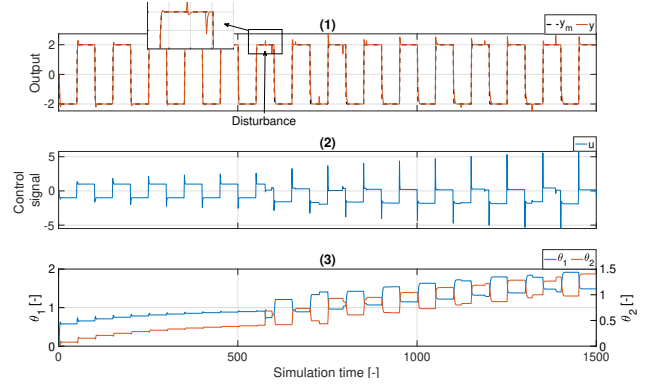 (1)
- -y_m y
Output
2
0
-2
Disturbance
(2)
u
Control
signal
5
0
-5
(3)
θ_1 θ_2
θ_1 [-]
2
1
0
θ_2 [-]
1.5
1
0.5
0
0 500 1000 1500
Simulation time [-]